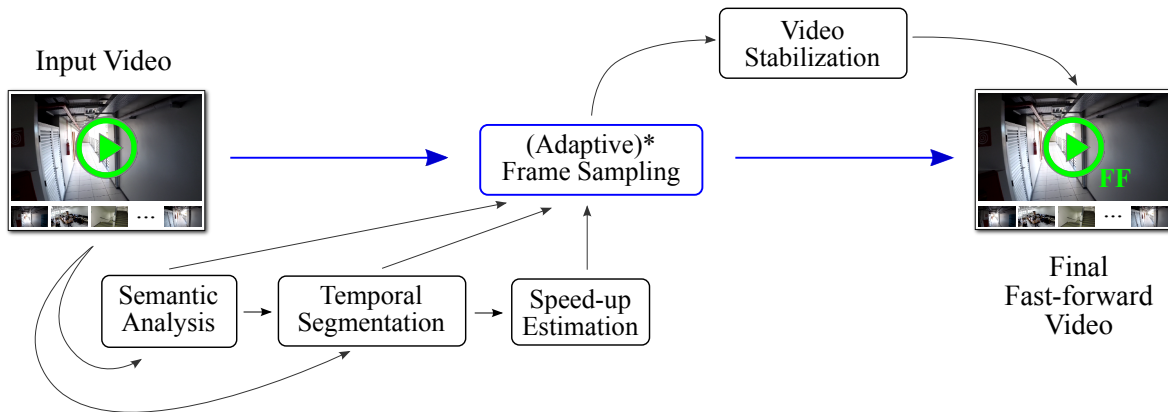 Input Video
Video
Stabilization
(Adaptive)*
Frame Sampling
FF
Semantic
Analysis
Temporal
Segmentation
Speed-up
Estimation
Final
Fast-forward
Video